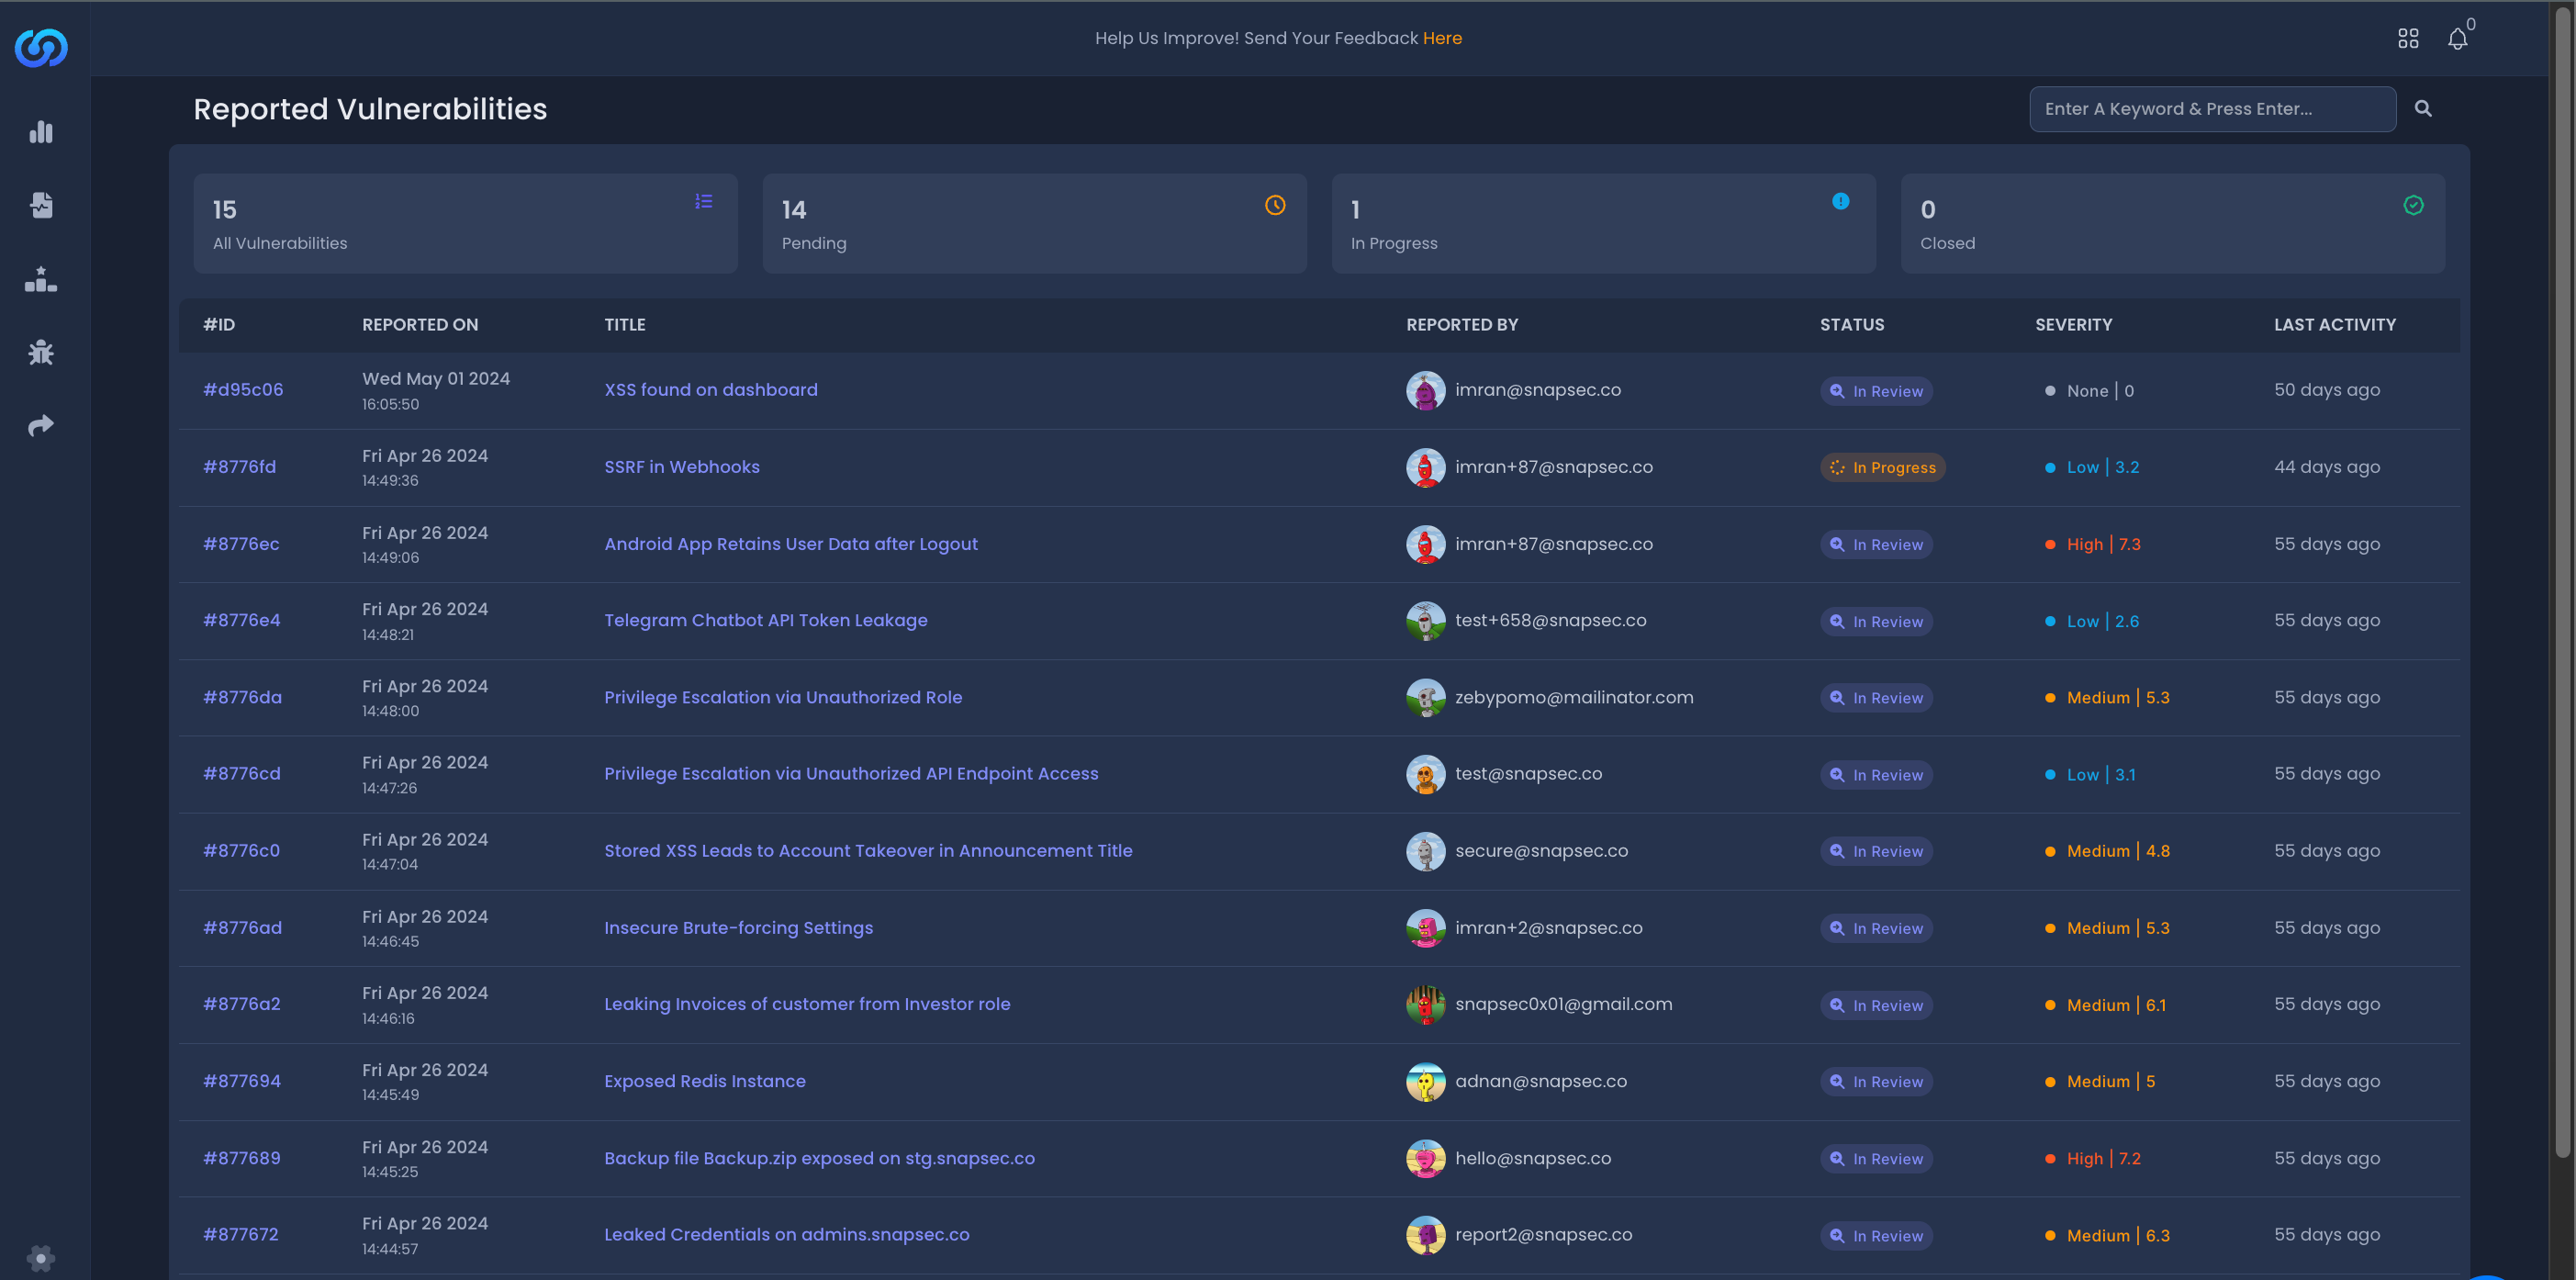 Help Us Improve! Send Your Feedback Here
0
Reported Vulnerabilities
Enter A Keyword & Press Enter...
15
All Vulnerabilities
14
Pending
1
In Progress
0
Closed
#ID REPORTED ON TITLE REPORTED BY STATUS SEVERITY LAST ACTIVITY
#d95c06 Wed May 01 2024 XSS found on dashboard imran@snapsec.co In Review None | 0 50 days ago
16:05:50
#8776fd Fri Apr 26 2024 SSRF in Webhooks imran+87@snapsec.co In Progress Low | 3.2 44 days ago
14:49:36
#8776ec Fri Apr 26 2024 Android App Retains User Data after Logout imran+87@snapsec.co In Review High | 7.3 55 days ago
14:49:06
#8776e4 Fri Apr 26 2024 Telegram Chatbot API Token Leakage test+658@snapsec.co In Review Low | 2.6 55 days ago
14:48:21
#8776da Fri Apr 26 2024 Privilege Escalation via Unauthorized Role zebypomo@mailinator.com In Review Medium | 5.3 55 days ago
14:48:00
#8776cd Fri Apr 26 2024 Privilege Escalation via Unauthorized API Endpoint Access test@snapsec.co In Review Low | 3.1 55 days ago
14:47:26
#8776c0 Fri Apr 26 2024 Stored XSS Leads to Account Takeover in Announcement Title secure@snapsec.co In Review Medium | 4.8 55 days ago
14:47:04
#8776ad Fri Apr 26 2024 Insecure Brute-forcing Settings imran+2@snapsec.co In Review Medium | 5.3 55 days ago
14:46:45
#8776a2 Fri Apr 26 2024 Leaking Invoices of customer from Investor role snapsec0x01@gmail.com In Review Medium | 6.1 55 days ago
14:46:16
#877694 Fri Apr 26 2024 Exposed Redis Instance adnan@snapsec.co In Review Medium | 5 55 days ago
14:45:49
#877689 Fri Apr 26 2024 Backup file Backup.zip exposed on stg.snapsec.co hello@snapsec.co In Review High | 7.2 55 days ago
14:45:25
#877672 Fri Apr 26 2024 Leaked Credentials on admins.snapsec.co report2@snapsec.co In Review Medium | 6.3 55 days ago
14:44:57